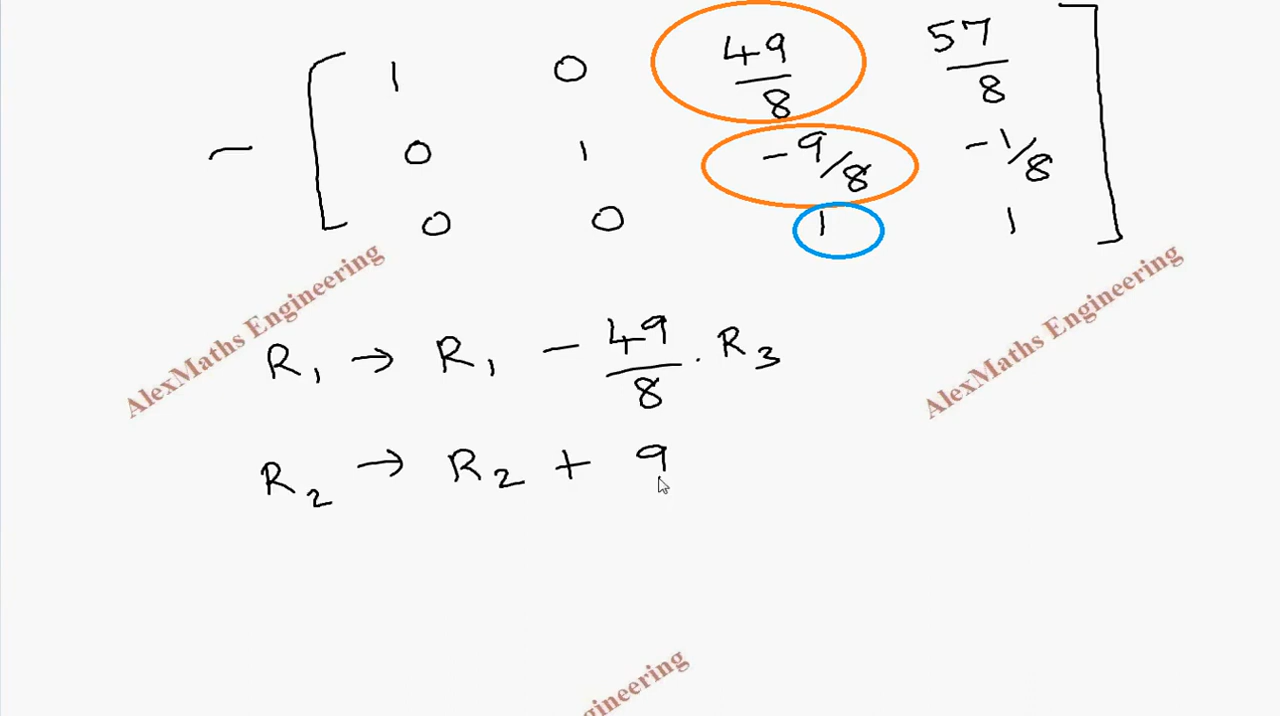 1 0 49/8 57/8
~ 0 1 -9/8 -1/8
0 0 1 1
AlexMaths Engineering AlexMaths Engineering
R₁ → R₁ - 49/8 . R₃
R₂ → R₂ + 9
gineering